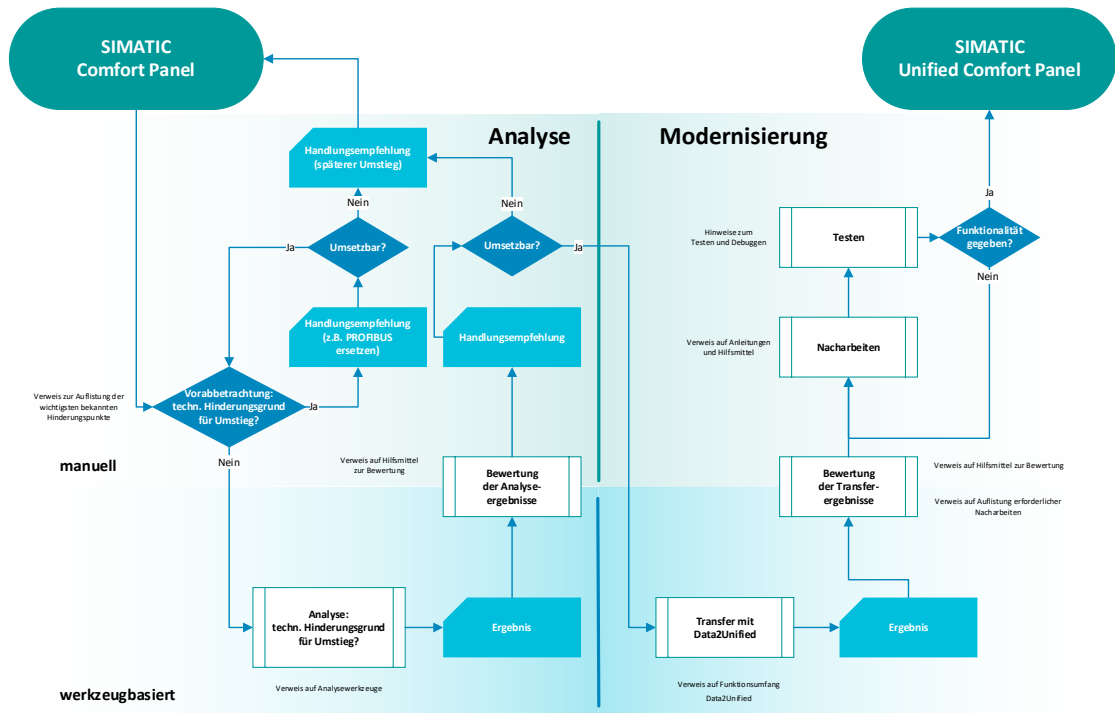 SIMATIC
Comfort Panel
SIMATIC
Unified Comfort Panel
Analyse
Modernisierung
Handlungsempfehlung
(späterer Umstieg)
Nein
Nein
Ja
Umsetzbar?
Umsetzbar?
Ja
Hinweise zum
Testen und Debuggen
Testen
Ja
Funktionalität
gegeben?
Nein
Handlungsempfehlung
(z.B. PROFIBUS
ersetzen)
Handlungsempfehlung
Verweis auf Anleitungen
und Hilfsmittel
Nacharbeiten
Verweis zur Auflistung der
wichtigsten bekannten
Hinderungspunkte
Vorabbetrachtung:
techn. Hinderungsgrund
für Umstieg?
Ja
Nein
manuell
Verweis auf Hilfsmittel
zur Bewertung
Bewertung
der Analyse-
ergebnisse
Bewertung
der Transfer-
ergebnisse
Verweis auf Hilfsmittel zur Bewertung
Verweis auf Auflistung erforderlicher
Nacharbeiten
Analyse:
techn. Hinderungsgrund
für Umstieg?
Ergebnis
Transfer mit
Data2Unified
Ergebnis
Verweis auf Analysewerkzeuge
Verweis auf Funktionsumfang
Data2Unified
werkzeugbasiert